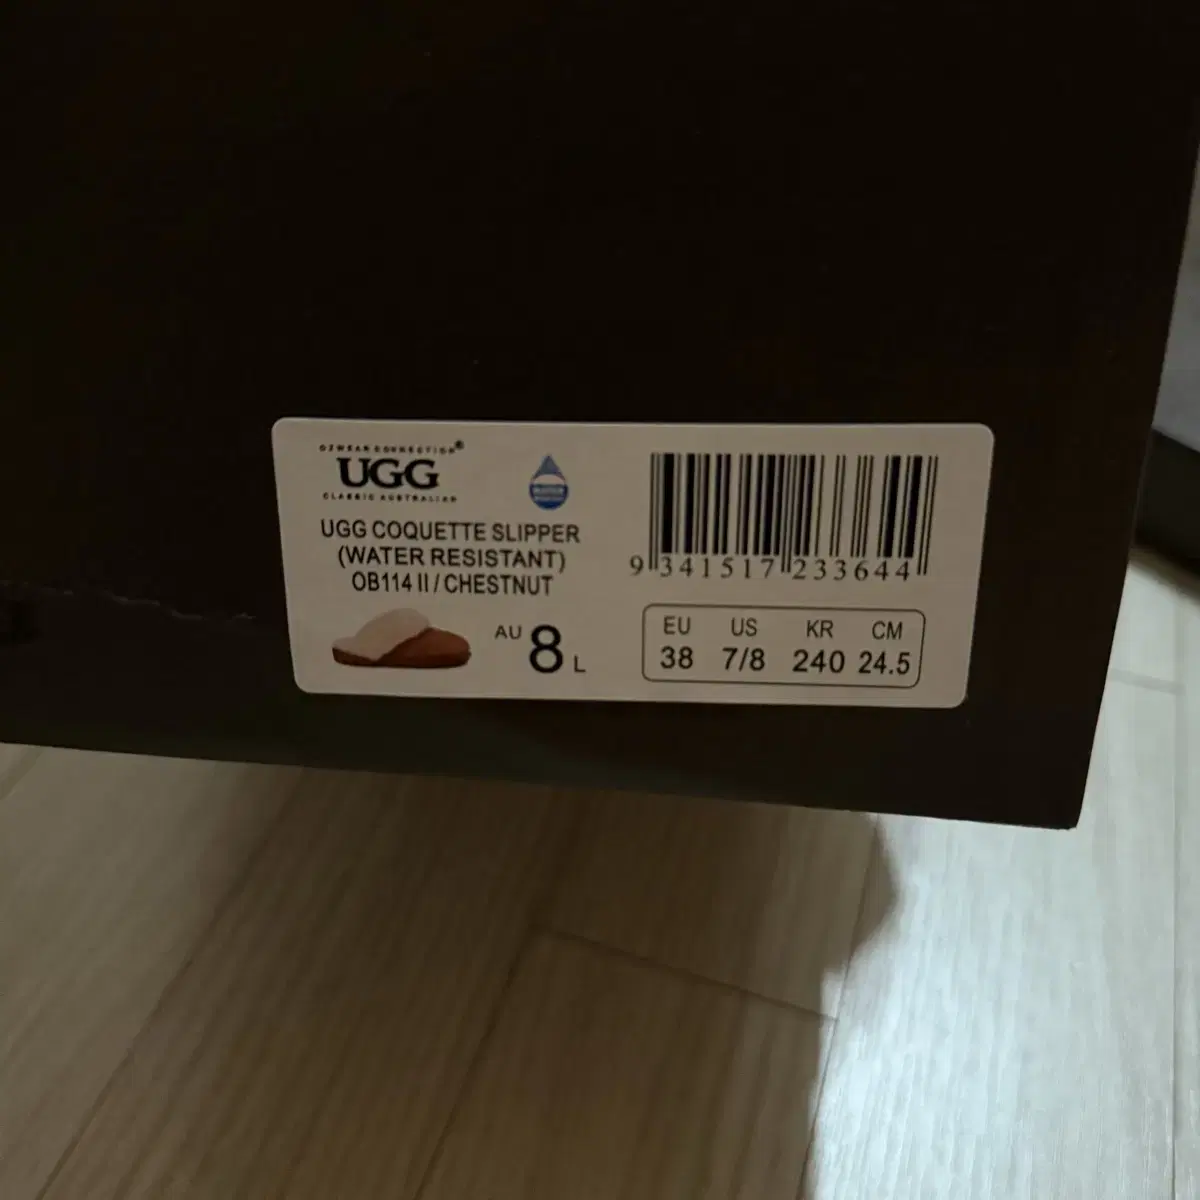 OZWEAR CONNECTION®
UGG
CLASSIC AUSTRALIAN
WATER
UGG COQUETTE SLIPPER
(WATER RESISTANT)
OB114 II / CHESTNUT
AU 8 L
9 341517 233644
EU US KR CM
38 7/8 240 24.5